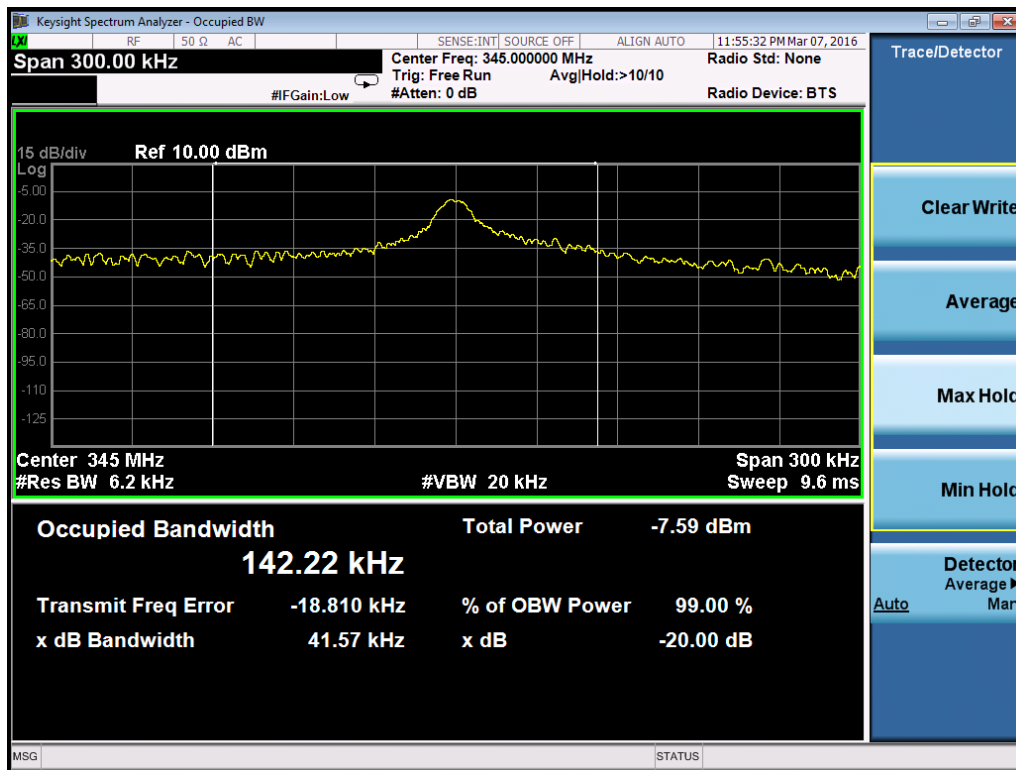 Keysight Spectrum Analyzer - Occupied BW
LXI RF 50 Ω AC SENSE:INT SOURCE OFF ALIGN AUTO 11:55:32 PM Mar 07, 2016
Span 300.00 kHz
Center Freq: 345.000000 MHz Radio Std: None
Trig: Free Run Avg|Hold:>10/10
#IFGain:Low #Atten: 0 dB Radio Device: BTS
15 dB/div Ref 10.00 dBm
Log
-5.00
-20.0
-35.0
-50.0
-65.0
-80.0
-95.0
-110
-125
Center 345 MHz Span 300 kHz
#Res BW 6.2 kHz #VBW 20 kHz Sweep 9.6 ms
Occupied Bandwidth Total Power -7.59 dBm
142.22 kHz
Transmit Freq Error -18.810 kHz % of OBW Power 99.00 %
x dB Bandwidth 41.57 kHz x dB -20.00 dB
MSG STATUS
Trace/Detector
Clear Write
Average
Max Hold
Min Hold
Detector
Average
Auto Man